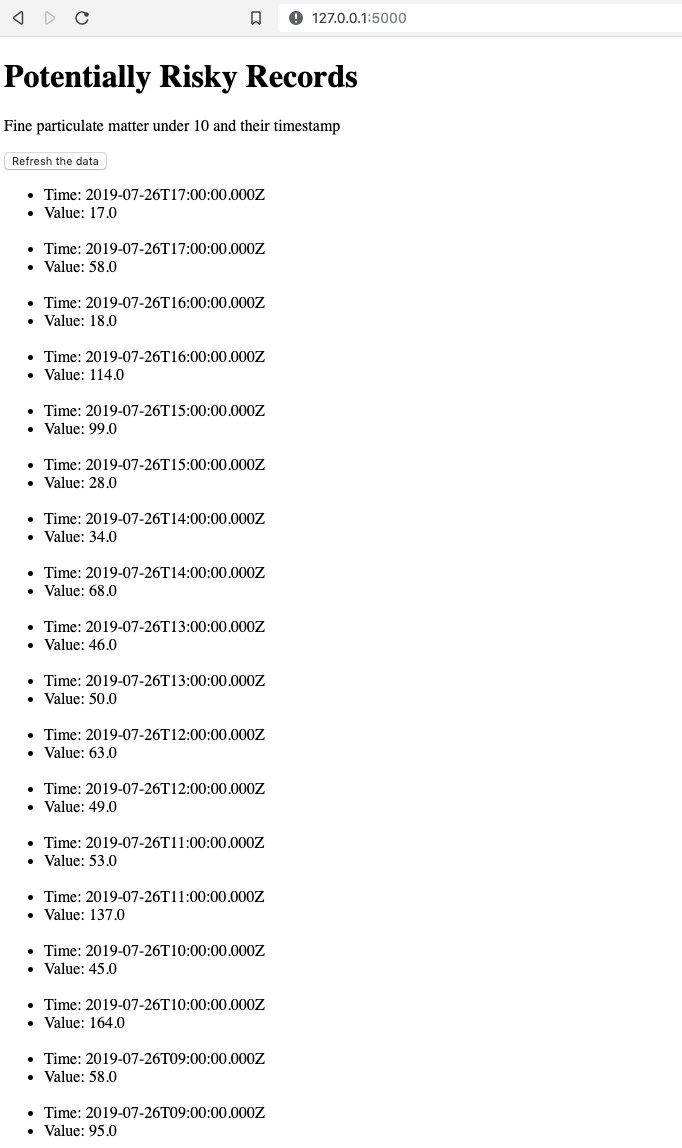 127.0.0.1:5000
Potentially Risky Records
Fine particulate matter under 10 and their timestamp
Refresh the data
Time: 2019-07-26T17:00:00.000Z
Value: 17.0
Time: 2019-07-26T17:00:00.000Z
Value: 58.0
Time: 2019-07-26T16:00:00.000Z
Value: 18.0
Time: 2019-07-26T16:00:00.000Z
Value: 114.0
Time: 2019-07-26T15:00:00.000Z
Value: 99.0
Time: 2019-07-26T15:00:00.000Z
Value: 28.0
Time: 2019-07-26T14:00:00.000Z
Value: 34.0
Time: 2019-07-26T14:00:00.000Z
Value: 68.0
Time: 2019-07-26T13:00:00.000Z
Value: 46.0
Time: 2019-07-26T13:00:00.000Z
Value: 50.0
Time: 2019-07-26T12:00:00.000Z
Value: 63.0
Time: 2019-07-26T12:00:00.000Z
Value: 49.0
Time: 2019-07-26T11:00:00.000Z
Value: 53.0
Time: 2019-07-26T11:00:00.000Z
Value: 137.0
Time: 2019-07-26T10:00:00.000Z
Value: 45.0
Time: 2019-07-26T10:00:00.000Z
Value: 164.0
Time: 2019-07-26T09:00:00.000Z
Value: 58.0
Time: 2019-07-26T09:00:00.000Z
Value: 95.0